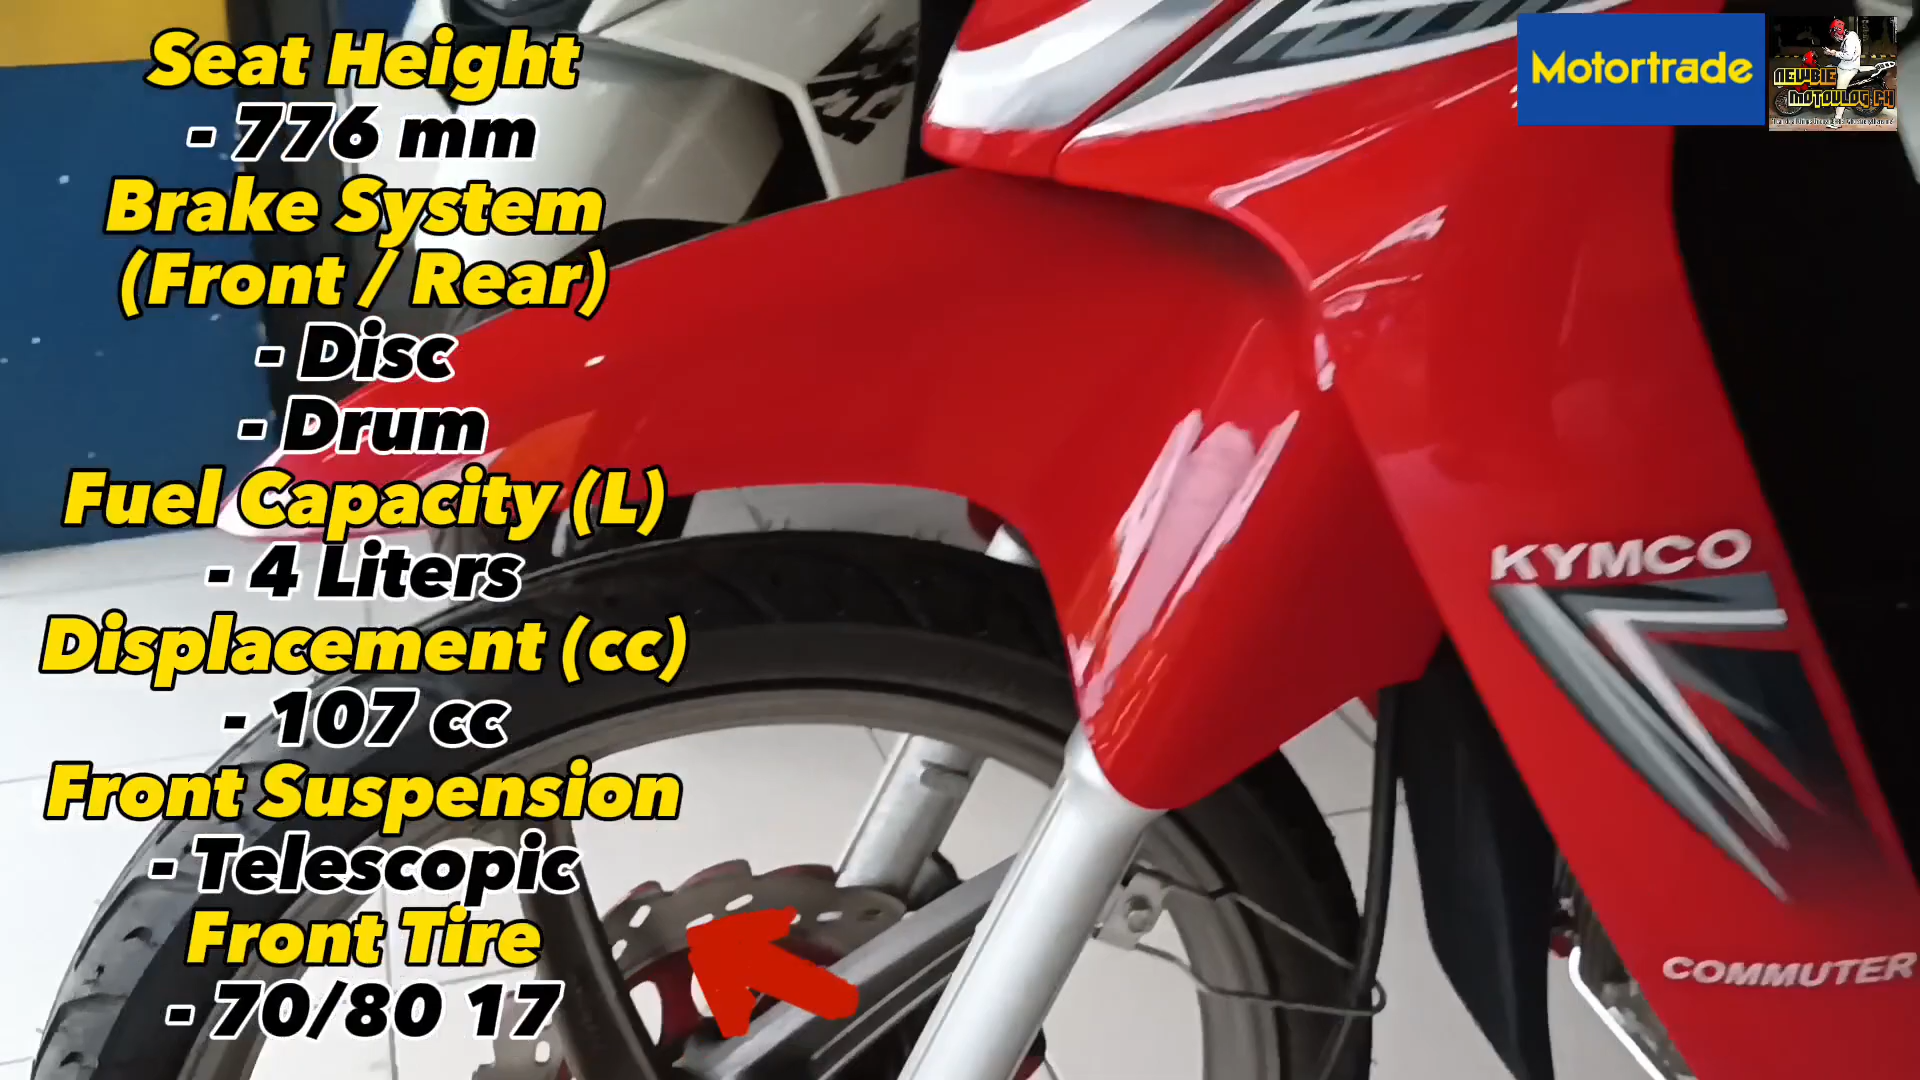 Seat Height
- 776 mm
Brake System
(Front / Rear)
- Disc
- Drum
Fuel Capacity (L)
- 4 Liters
Displacement (cc)
- 107 cc
Front Suspension
- Telescopic
Front Tire
- 70/80 17
Motortrade
NEWBIE
MOTOVLOG PH
KYMCO
COMMUTER